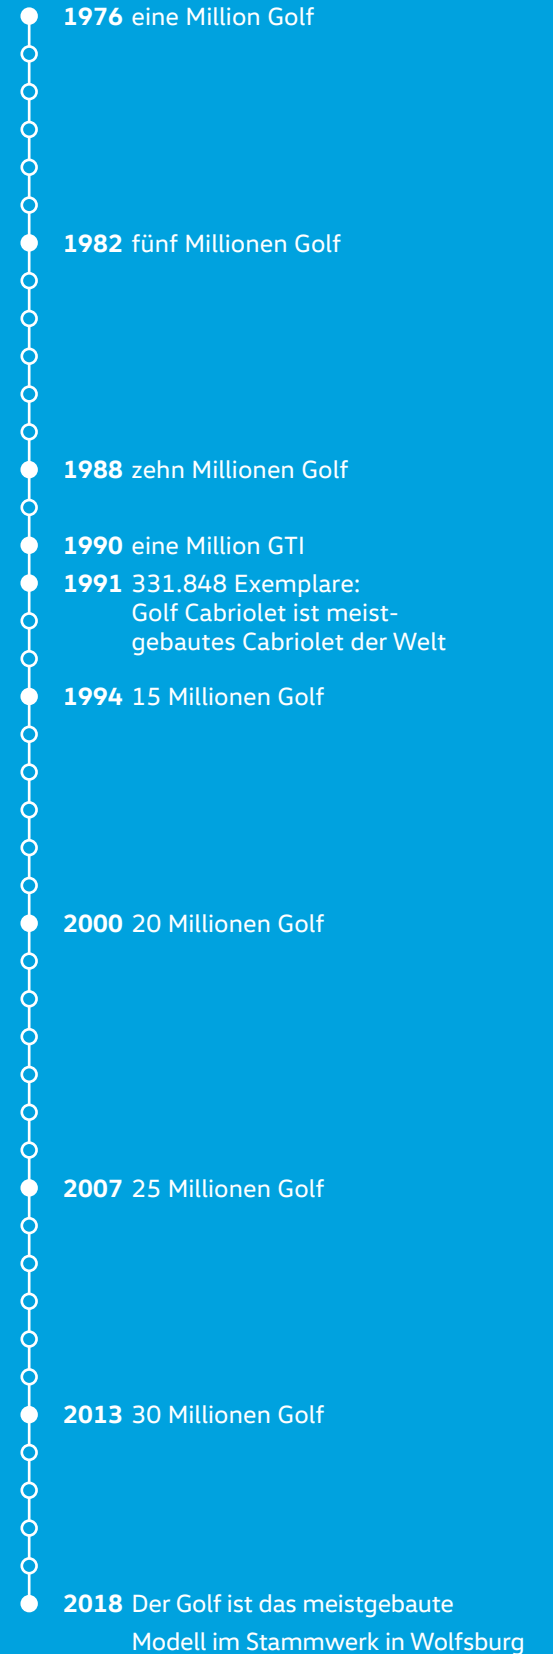 1976 eine Million Golf
1982 fünf Millionen Golf
1988 zehn Millionen Golf
1990 eine Million GTI
1991 331.848 Exemplare:
Golf Cabriolet ist meist-
gebautes Cabriolet der Welt
1994 15 Millionen Golf
2000 20 Millionen Golf
2007 25 Millionen Golf
2013 30 Millionen Golf
2018 Der Golf ist das meistgebaute
Modell im Stammwerk in Wolfsburg